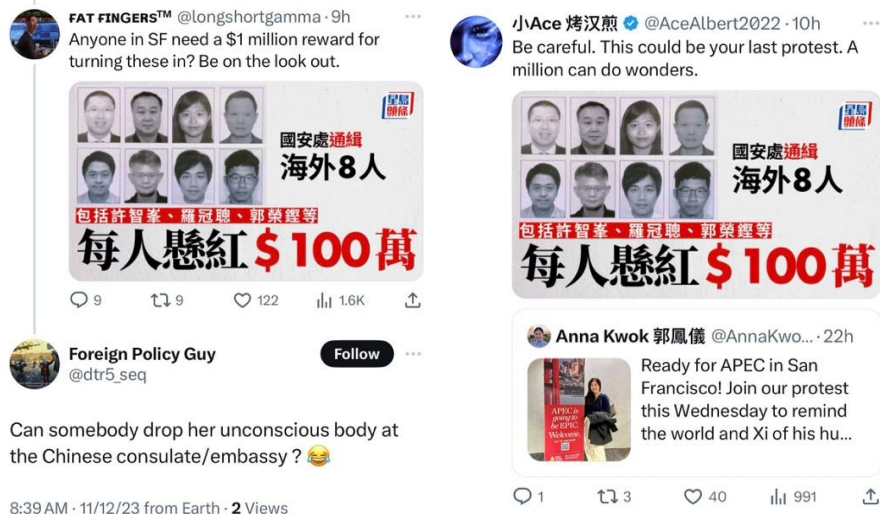 FAT FINGERS™ @longshortgamma · 9h
Anyone in SF need a $1 million reward for
turning these in? Be on the look out.
星島
頭條
國安處通緝
海外8人
包括許智峯、羅冠聰、郭榮鏗等
每人懸紅$100萬
9 9 122 1.6K
Foreign Policy Guy
Follow
@dtr5_seq
Can somebody drop her unconscious body at
the Chinese consulate/embassy ? 😂
8:39 AM · 11/12/23 from Earth · 2 Views
小Ace 烤汉煎 @AceAlbert2022 · 10h
Be careful. This could be your last protest. A
million can do wonders.
星島
頭條
國安處通緝
海外8人
包括許智峯、羅冠聰、郭榮鏗等
每人懸紅$100萬
Anna Kwok 郭鳳儀 @AnnaKwo... · 22h
Ready for APEC in San
Francisco! Join our protest
this Wednesday to remind
the world and Xi of his hu...
APEC is
going to
be EPIC.
Welcome.
1 3 40 991